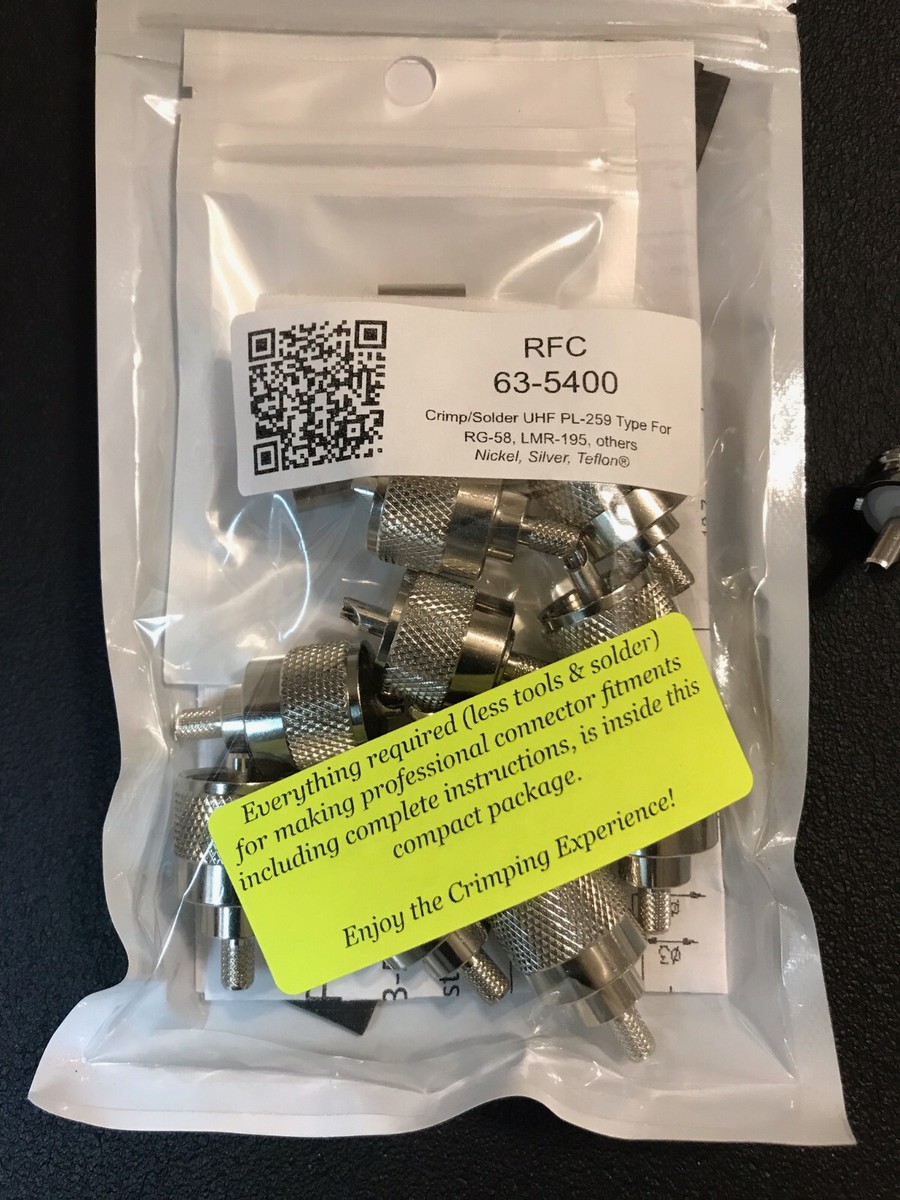 RFC
63-5400
Crimp/Solder UHF PL-259 Type For
RG-58, LMR-195, others
Nickel, Silver, Teflon®
Everything required (less tools & solder)
for making professional connector fitments
including complete instructions, is inside this
compact package.
Enjoy the Crimping Experience!